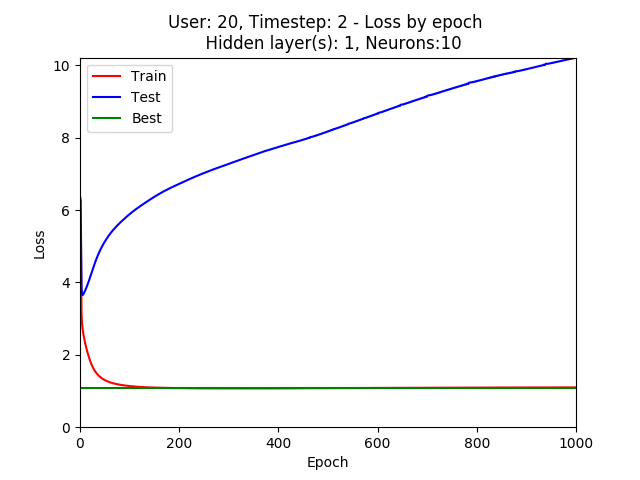 User: 20, Timestep: 2 - Loss by epoch
Hidden layer(s): 1, Neurons:10
Train
Test
Best
10
8
6
4
2
0
Loss
0
200
400
600
800
1000
Epoch